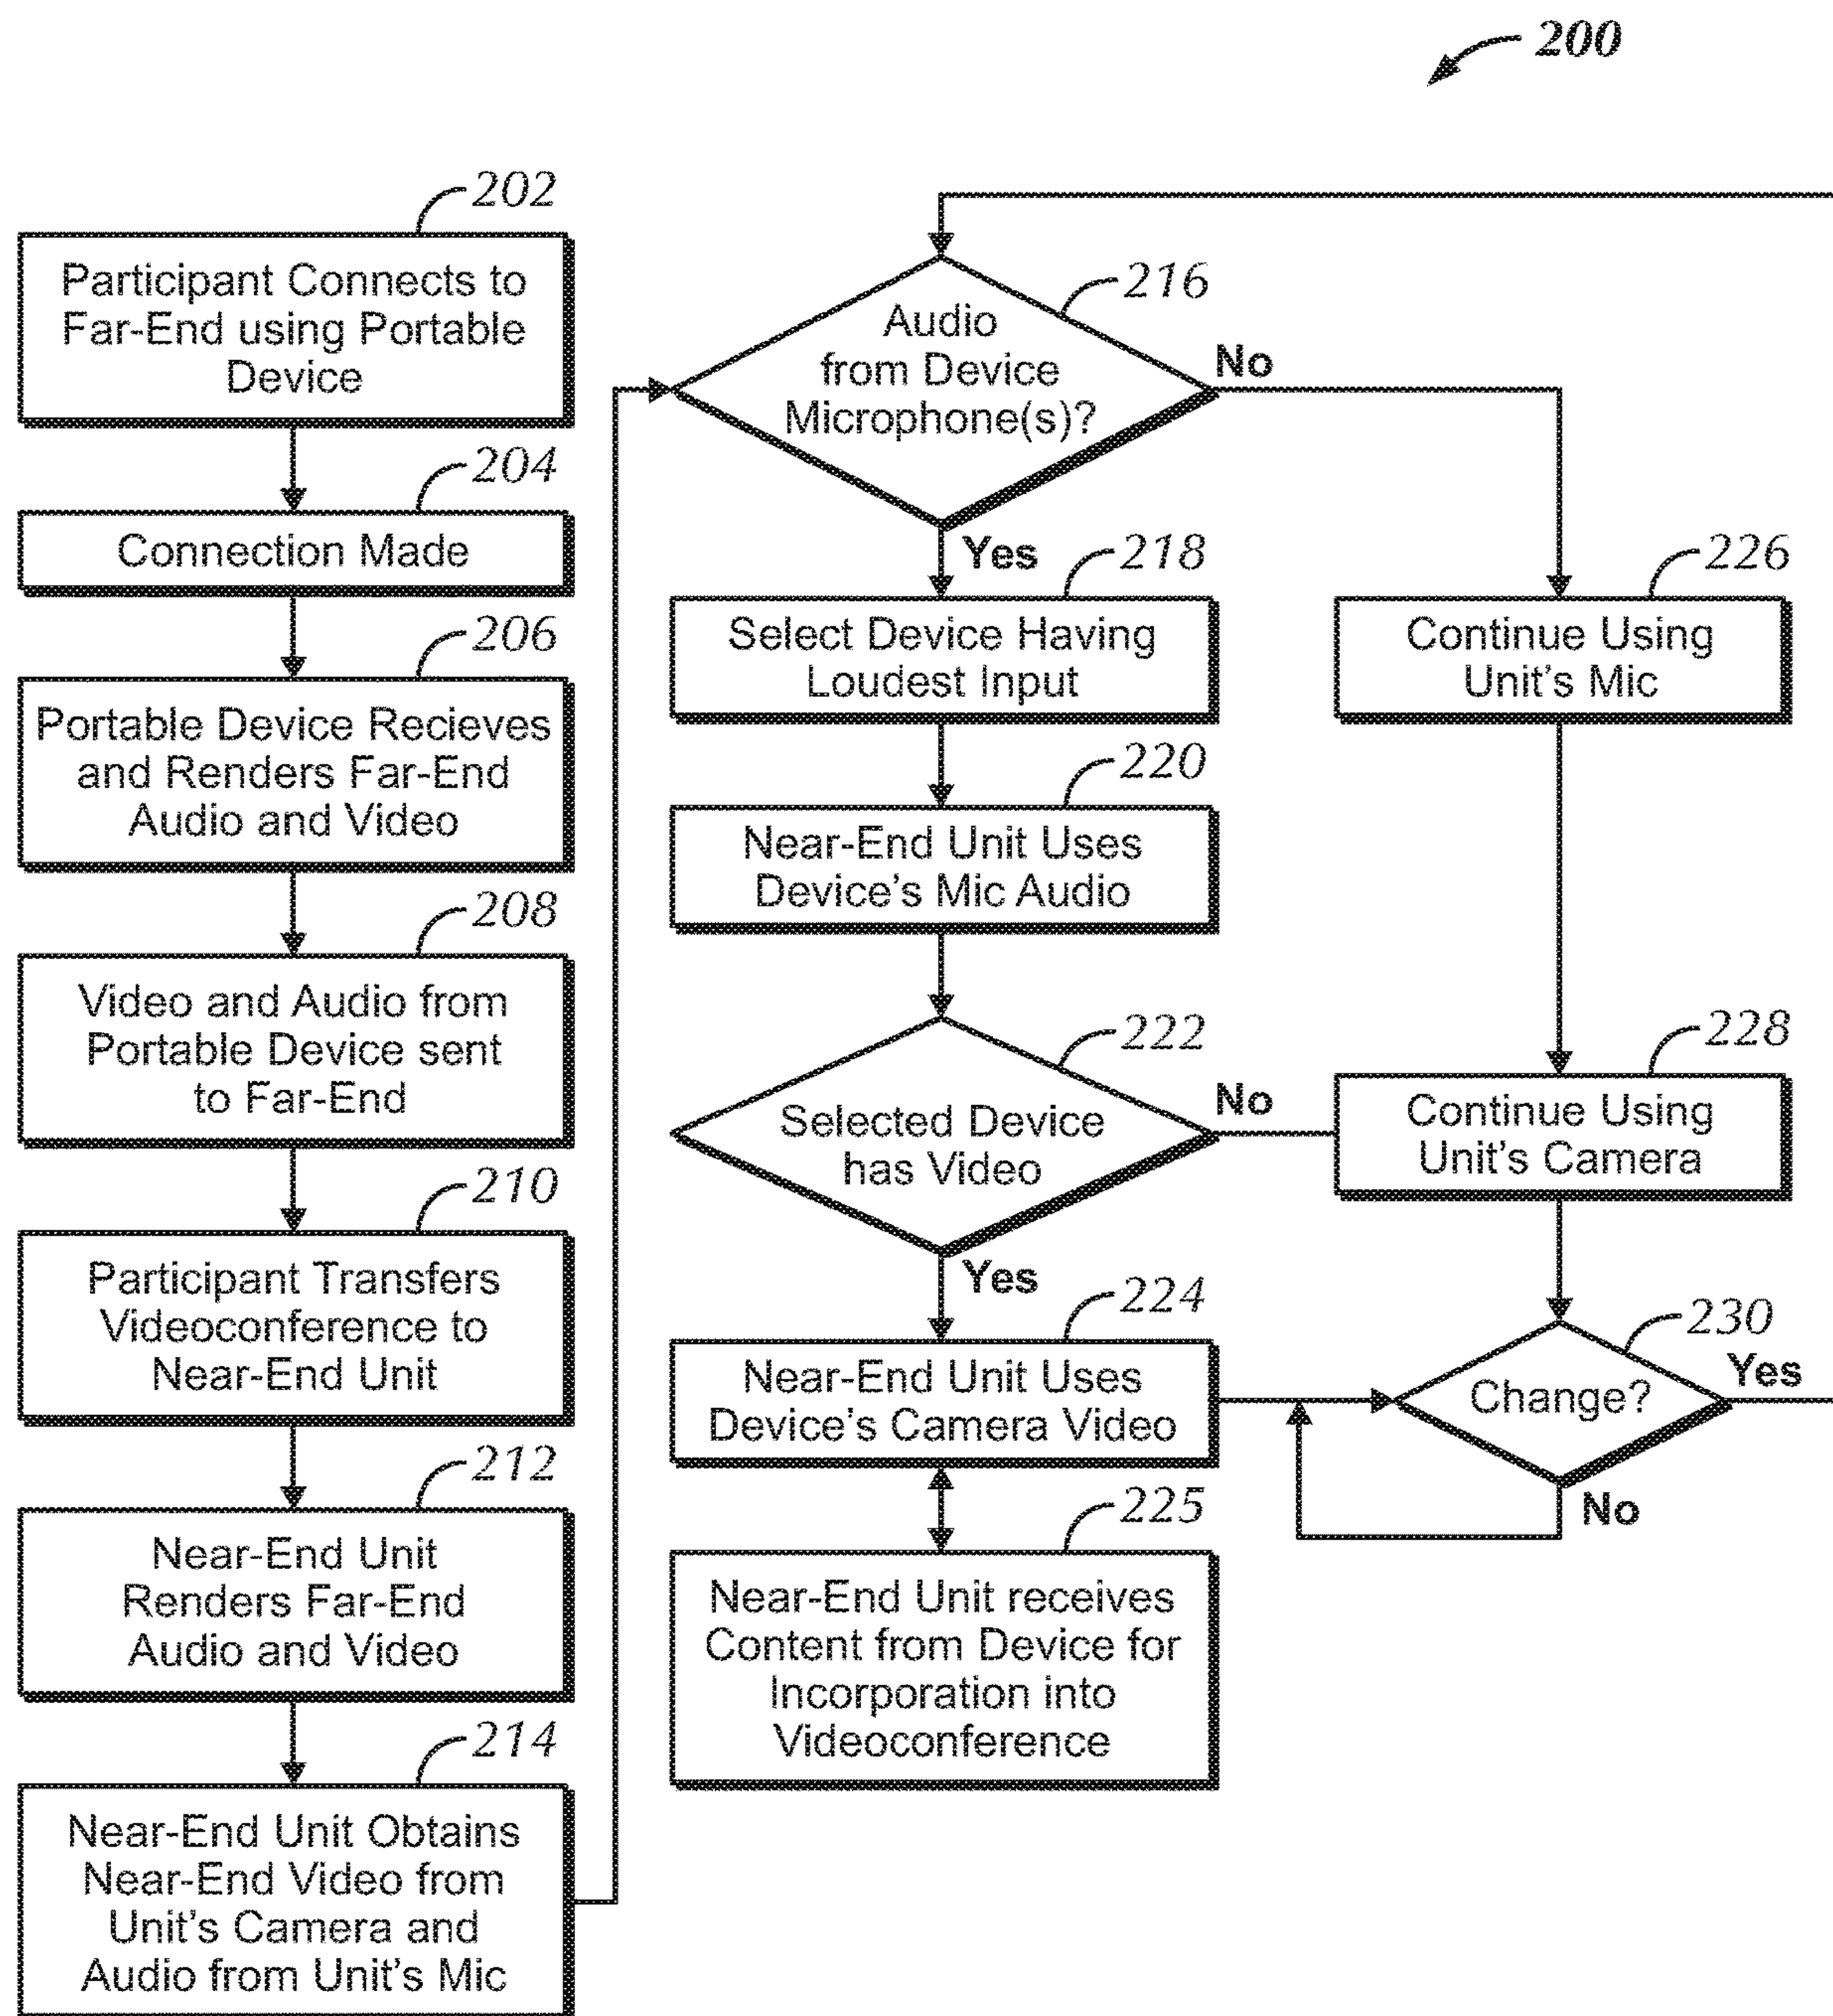 200
202
Participant Connects to
Far-End using Portable
Device
204
Connection Made
206
Portable Device Recieves
and Renders Far-End
Audio and Video
208
Video and Audio from
Portable Device sent
to Far-End
210
Participant Transfers
Videoconference to
Near-End Unit
212
Near-End Unit
Renders Far-End
Audio and Video
214
Near-End Unit Obtains
Near-End Video from
Unit's Camera and
Audio from Unit's Mic
216
Audio
from Device
Microphone(s)?
No
Yes
218
Select Device Having
Loudest Input
220
Near-End Unit Uses
Device's Mic Audio
222
Selected Device
has Video
No
Yes
224
Near-End Unit Uses
Device's Camera Video
225
Near-End Unit receives
Content from Device for
Incorporation into
Videoconference
226
Continue Using
Unit's Mic
228
Continue Using
Unit's Camera
230
Change?
Yes
No